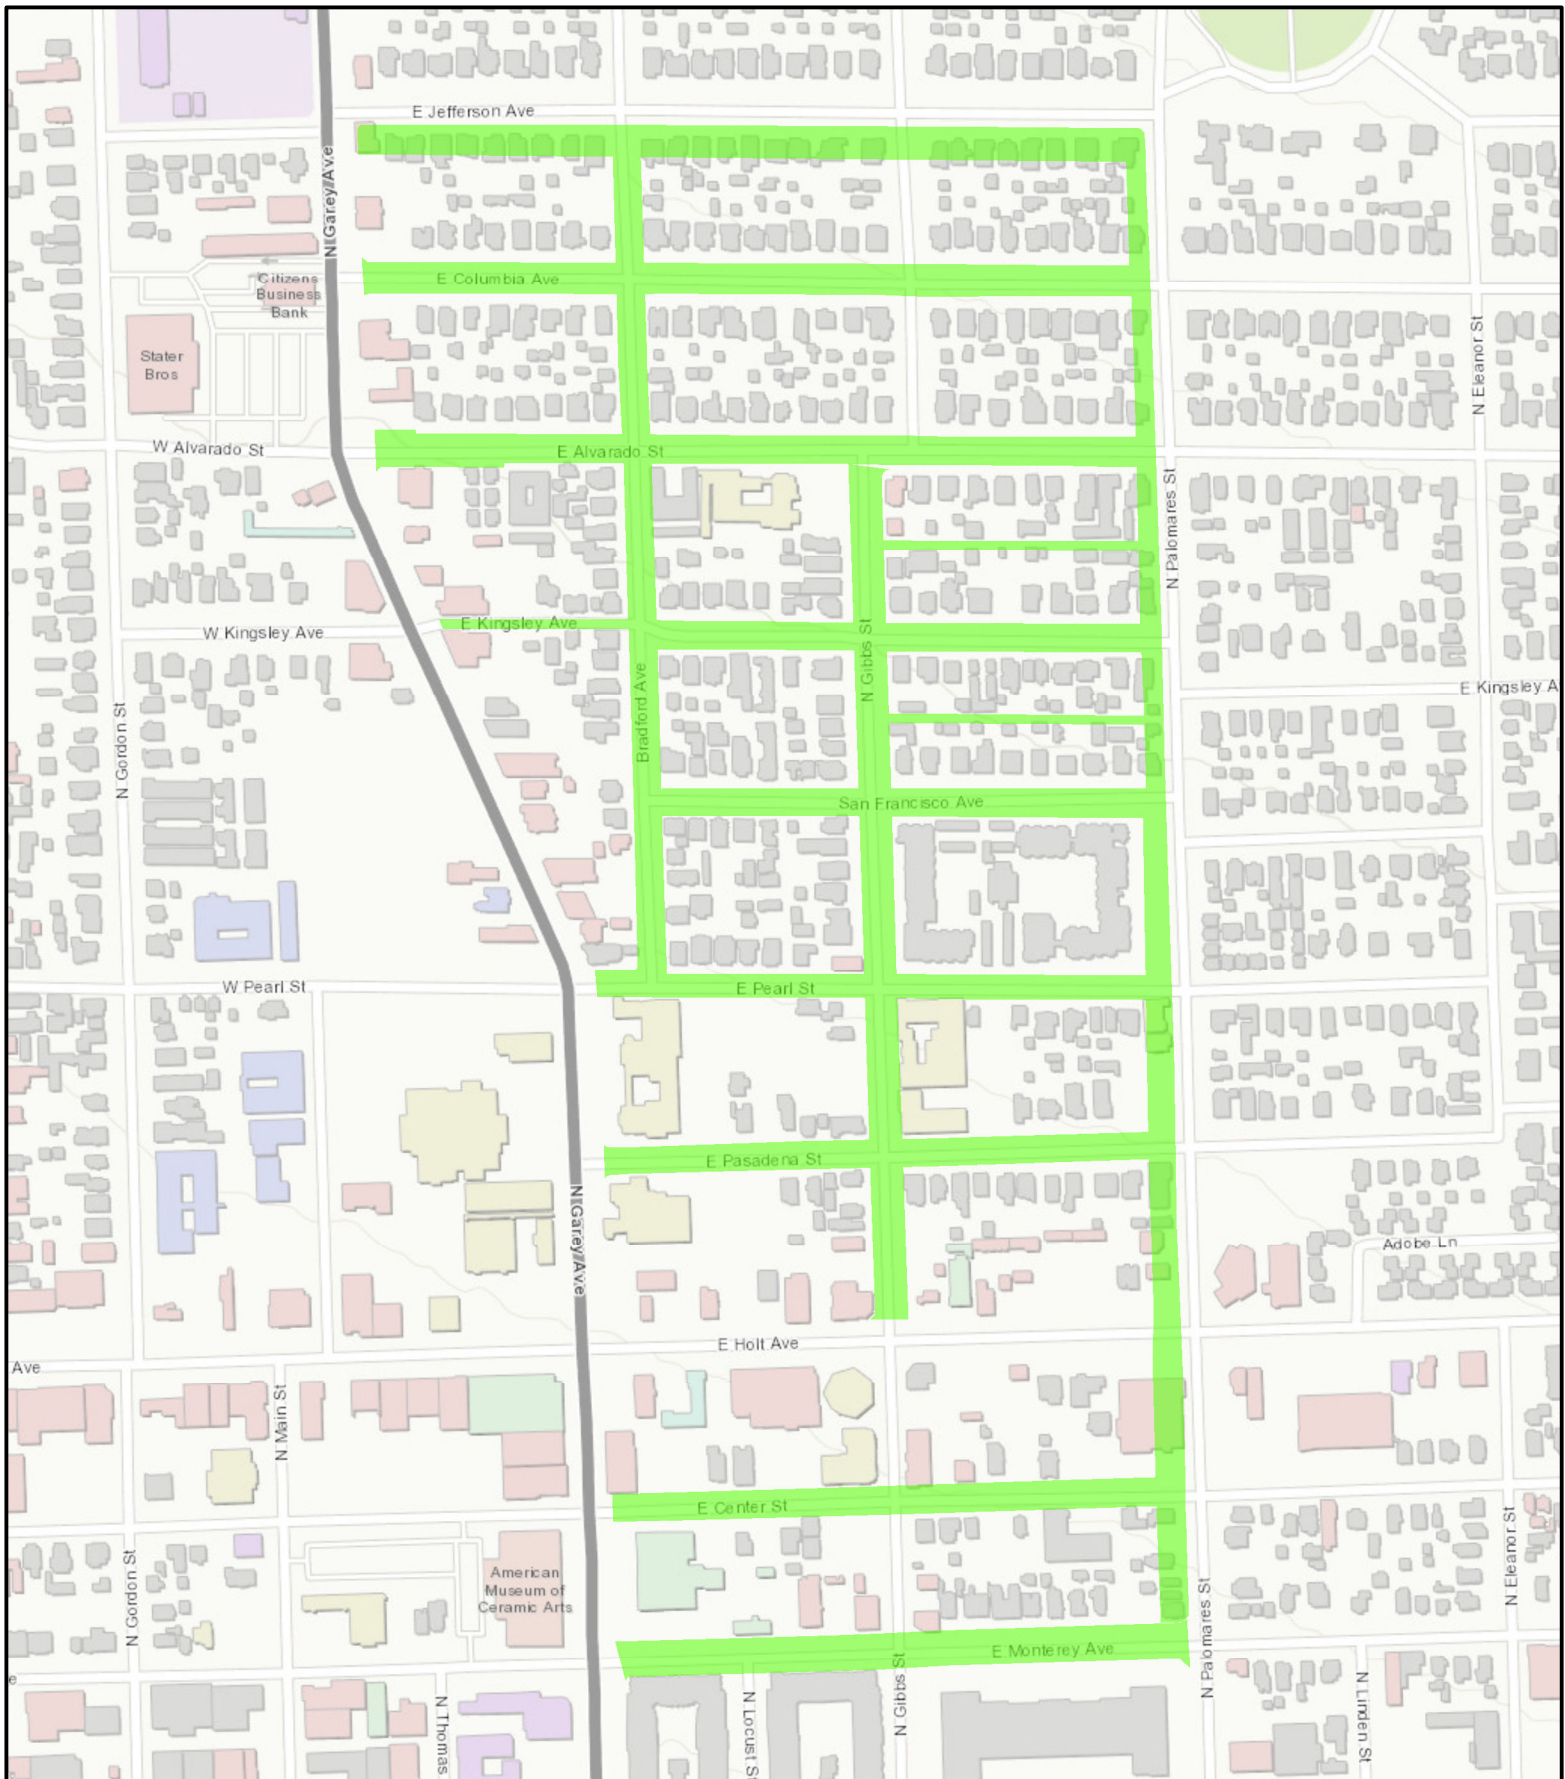 E Jefferson Ave
N Garey Ave
E Columbia Ave
Citizens
Business
Bank
Stater
Bros
N Eleanor St
W Alvarado St
E Alvarado St
N Palomares St
E Kingsley Ave
W Kingsley Ave
N Gibbs St
Bradford Ave
E Kingsley A
N Gordon St
San Francisco Ave
W Pearl St
E Pearl St
E Pasadena St
N Garey Ave
Adobe Ln
E Holt Ave
Ave
N Main St
E Center St
N Eleanor St
N Gordon St
American
Museum of
Ceramic Arts
N Palomares St
E Monterey Ave
e
N Gibbs St
N Thomas
N Locust S
N Linden St